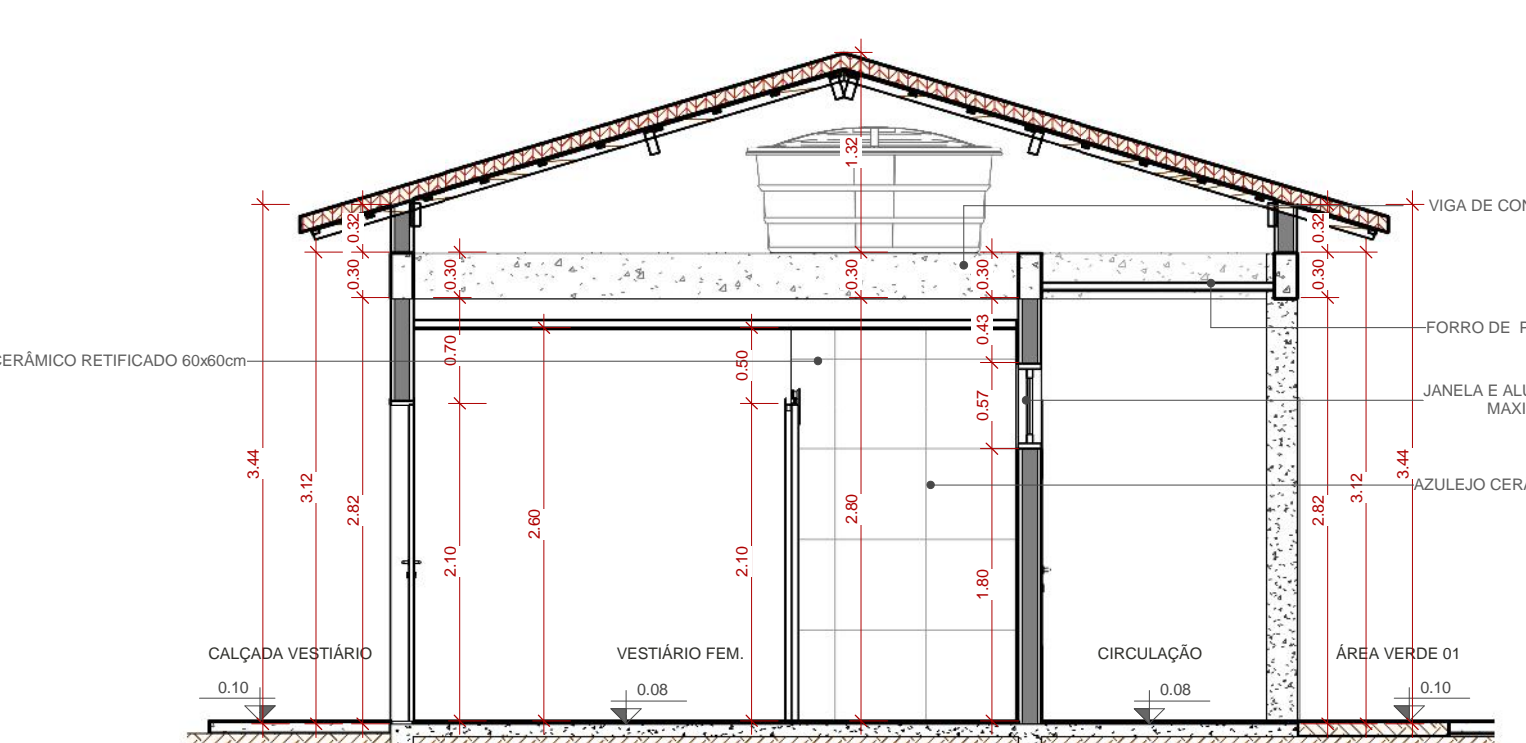 1.32
VIGA DE CON
0.32
0.32
0.30
0.30
0.30
0.30
0.30
0.43
FORRO DE P
CERÂMICO RETIFICADO 60x60cm
0.70
0.50
JANELA E ALU
MAXI
0.57
3.44
3.12
2.82
2.60
2.80
2.82
3.12
3.44
AZULEJO CERÂ
2.10
2.10
1.80
CALÇADA VESTIÁRIO
VESTIÁRIO FEM.
CIRCULAÇÃO
ÁREA VERDE 01
0.10
0.08
0.08
0.10